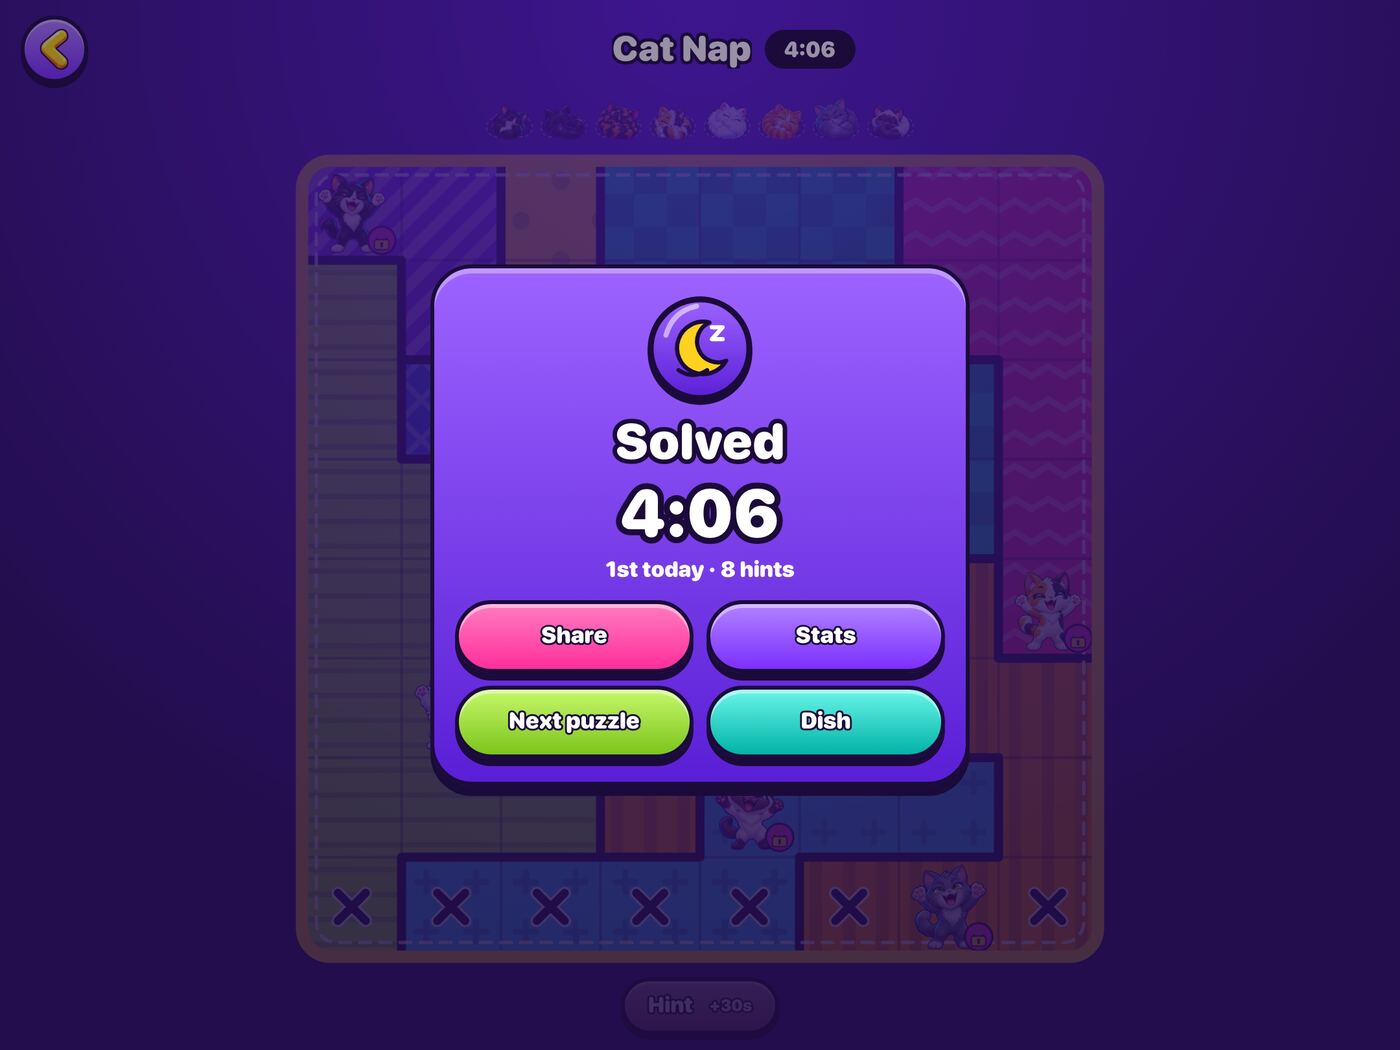 Cat Nap 4:06
z
Solved
4:06
1st today · 8 hints
Share Stats
Next puzzle Dish
Hint +30s